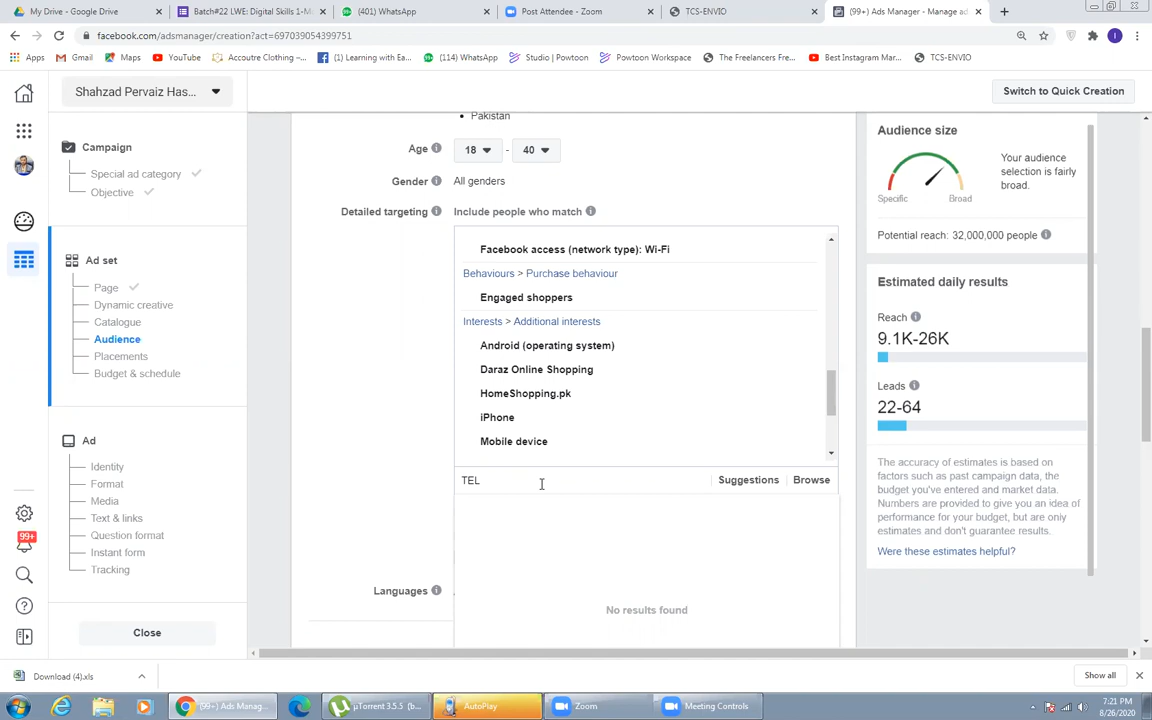 My Drive - Google Drive
Batch#22 LWE: Digital Skills 1-M
(401) WhatsApp
Post Attendee - Zoom
TCS-ENVIO
(99+) Ads Manager - Manage ad
facebook.com/adsmanager/creation?act=697039054399751
Apps
Gmail
Maps
YouTube
Accoutre Clothing –...
(1) Learning with Ea...
(114) WhatsApp
Studio | Powtoon
Powtoon Workspace
The Freelancers Fre...
Best Instagram Mar...
TCS-ENVIO
Shahzad Pervaiz Has...
Switch to Quick Creation
Campaign
Special ad category
Objective
Ad set
Page
Dynamic creative
Catalogue
Audience
Placements
Budget & schedule
Ad
Identity
Format
Media
Text & links
Question format
Instant form
Tracking
Close
99+
Pakistan
Age
18
-
40
Gender
All genders
Detailed targeting
Include people who match
Facebook access (network type): Wi-Fi
Behaviours > Purchase behaviour
Engaged shoppers
Interests > Additional interests
Android (operating system)
Daraz Online Shopping
HomeShopping.pk
iPhone
Mobile device
TEL
Suggestions
Browse
No results found
Languages
Audience size
Specific
Broad
Your audience
selection is fairly
broad.
Potential reach: 32,000,000 people
Estimated daily results
Reach
9.1K-26K
Leads
22-64
The accuracy of estimates is based on
factors such as past campaign data, the
budget you've entered and market data.
Numbers are provided to give you an idea of
performance for your budget, but are only
estimates and don't guarantee results.
Were these estimates helpful?
Download (4).xls
Show all
(99+) Ads Manag...
µTorrent 3.5.5 (b...
AutoPlay
Zoom
Meeting Controls
7:21 PM
8/26/2020